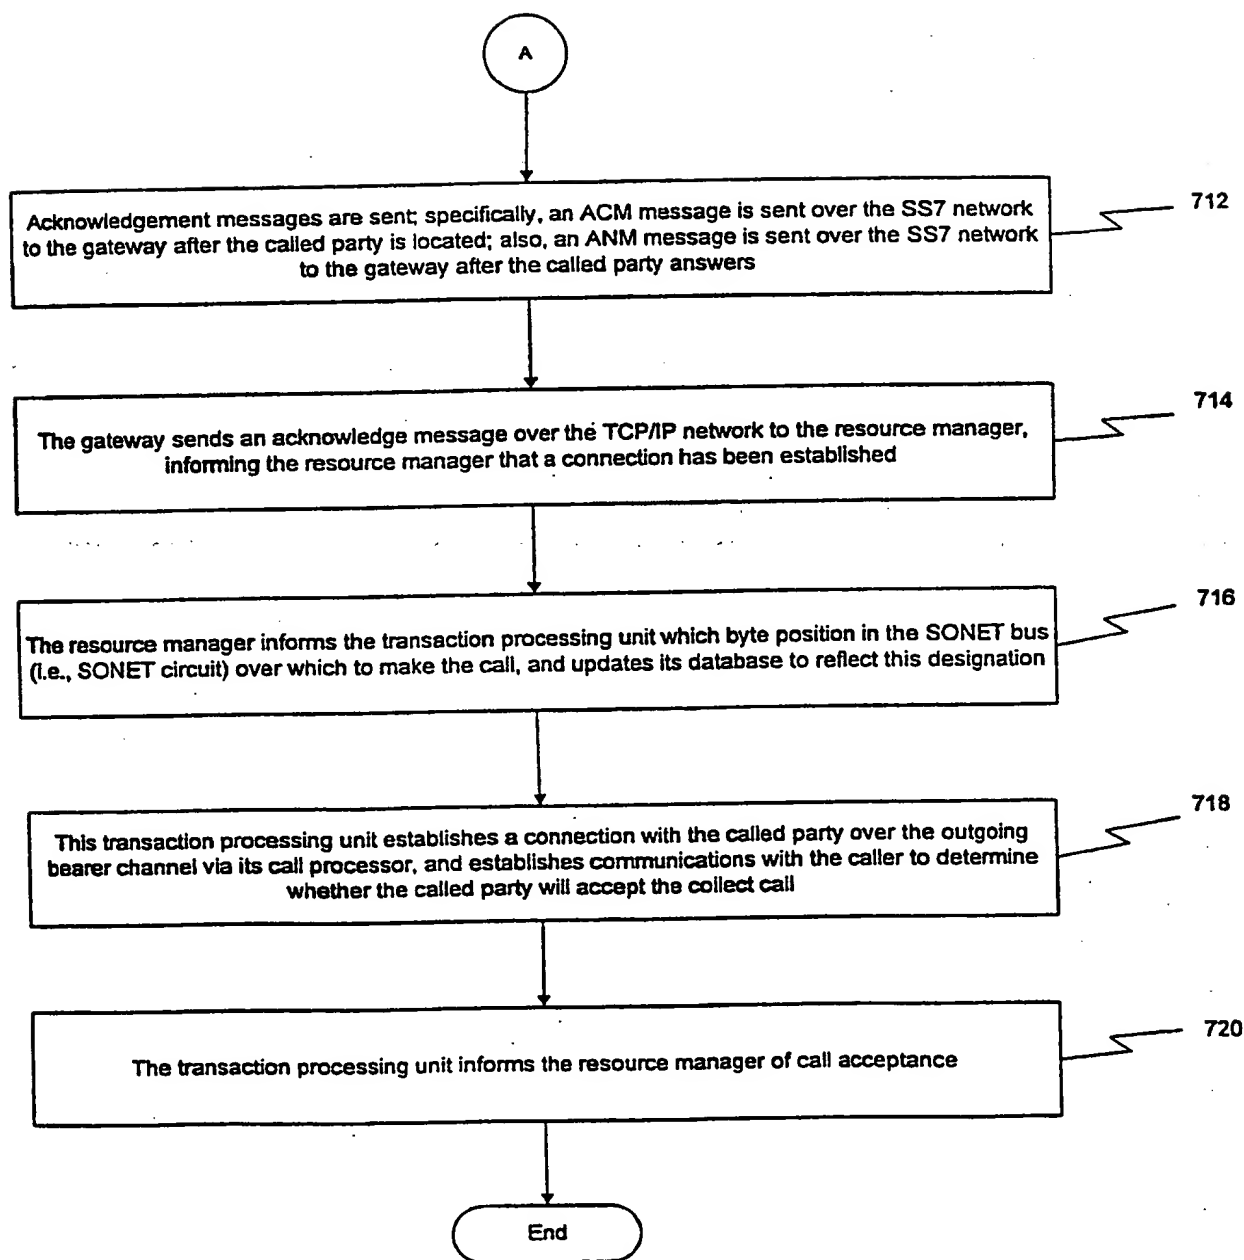 A
Acknowledgement messages are sent; specifically, an ACM message is sent over the SS7 network
to the gateway after the called party is located; also, an ANM message is sent over the SS7 network
to the gateway after the called party answers
712
The gateway sends an acknowledge message over the TCP/IP network to the resource manager,
informing the resource manager that a connection has been established
714
The resource manager informs the transaction processing unit which byte position in the SONET bus
(i.e., SONET circuit) over which to make the call, and updates its database to reflect this designation
716
This transaction processing unit establishes a connection with the called party over the outgoing
bearer channel via its call processor, and establishes communications with the caller to determine
whether the called party will accept the collect call
718
The transaction processing unit informs the resource manager of call acceptance
720
End